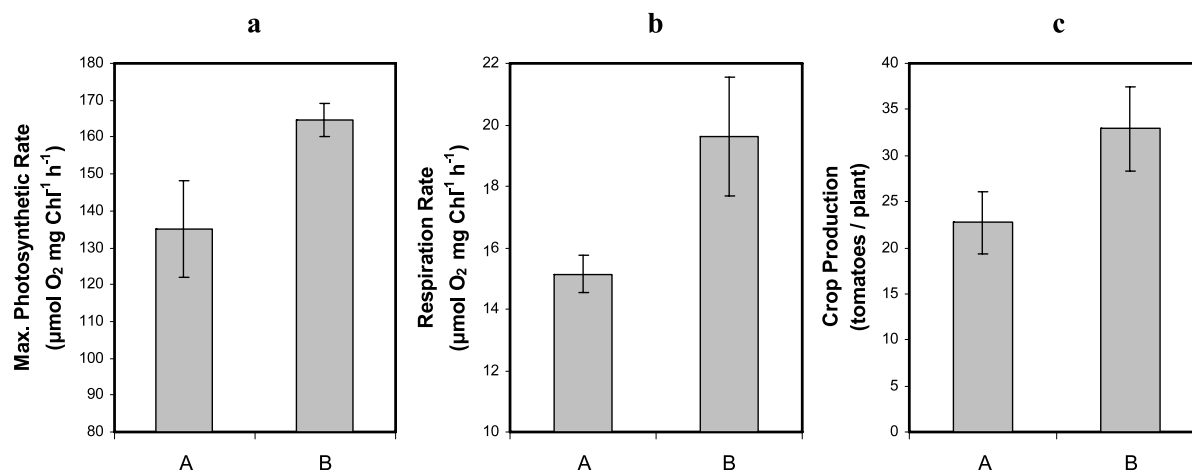 a
Max. Photosynthetic Rate
(µmol O₂ mg Chl⁻¹ h⁻¹)
180
170
160
150
140
130
120
110
100
90
80
A B
b
Respiration Rate
(µmol O₂ mg Chl⁻¹ h⁻¹)
22
20
18
16
14
12
10
A B
c
Crop Production
(tomatoes / plant)
40
35
30
25
20
15
10
5
0
A B